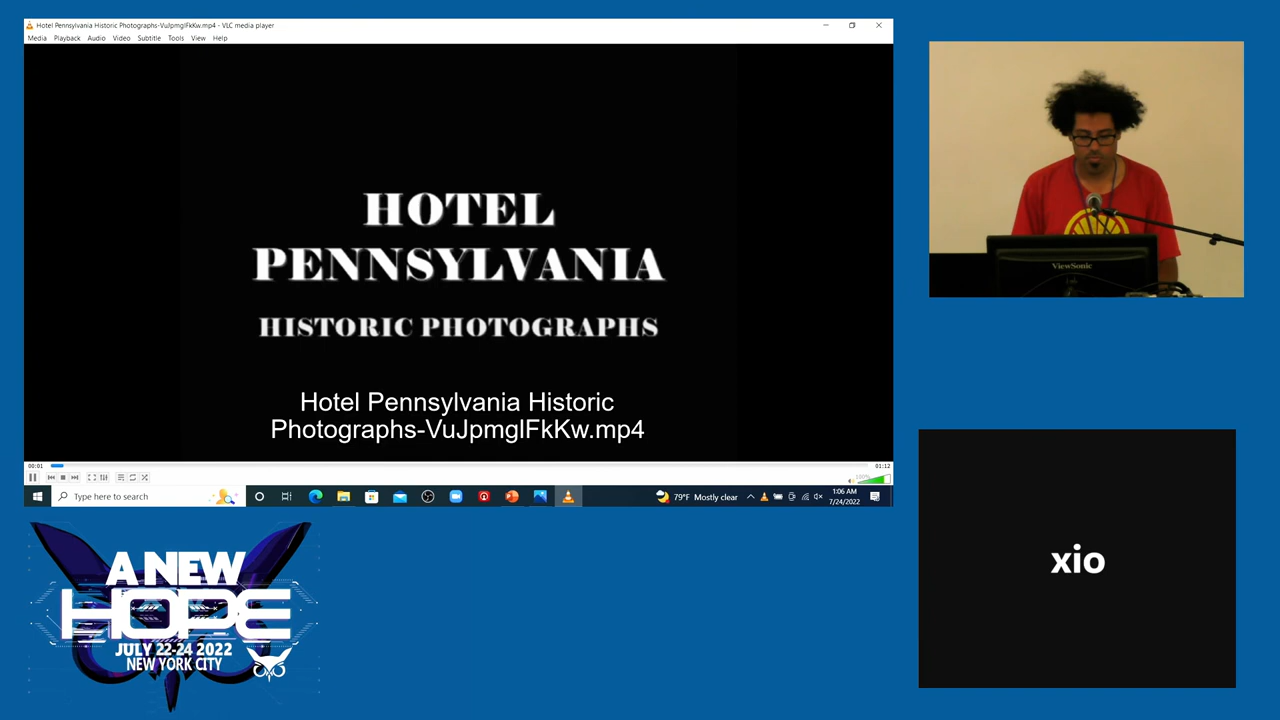 Hotel Pennsylvania Historic Photographs-VuJpmglFkKw.mp4 - VLC media player
Media Playback Audio Video Subtitle Tools View Help
HOTEL
PENNSYLVANIA
HISTORIC PHOTOGRAPHS
Hotel Pennsylvania Historic
Photographs-VuJpmglFkKw.mp4
00:01
01:12
100%
Type here to search
79°F Mostly clear
1:06 AM
7/24/2022
ViewSonic
xio
A NEW
HOPE
JULY 22-24 2022
NEW YORK CITY